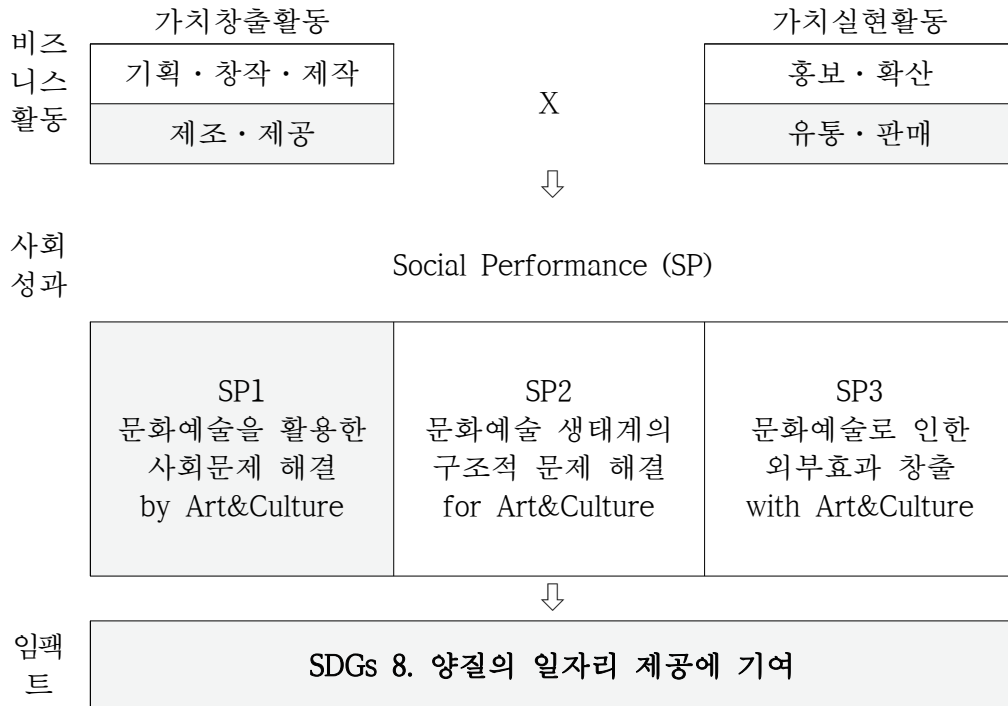 가치창출활동
가치실현활동
비즈
니스
활동
기획・창작・제작
제조・제공
X
홍보・확산
유통・판매
⇩
사회
성과
Social Performance (SP)
SP1
문화예술을 활용한
사회문제 해결
by Art&Culture
SP2
문화예술 생태계의
구조적 문제 해결
for Art&Culture
SP3
문화예술로 인한
외부효과 창출
with Art&Culture
⇩
임팩
트
SDGs 8. 양질의 일자리 제공에 기여